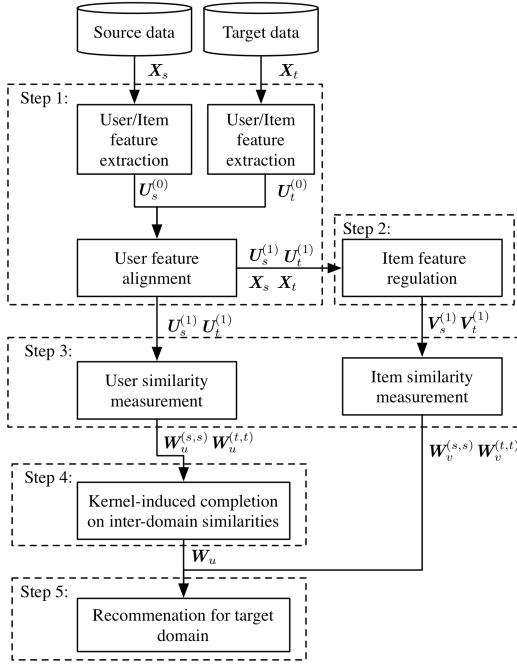 Source data
Target data
X_s
X_t
Step 1:
User/Item
feature
extraction
User/Item
feature
extraction
U_s^(0)
U_t^(0)
User feature
alignment
U_s^(1) U_t^(1)
X_s X_t
Step 2:
Item feature
regulation
U_s^(1) U_t^(1)
V_s^(1) V_t^(1)
Step 3:
User similarity
measurement
Item similarity
measurement
W_u^(s,s) W_u^(t,t)
W_v^(s,s) W_v^(t,t)
Step 4:
Kernel-induced completion
on inter-domain similarities
W_u
Step 5:
Recommenation for target
domain